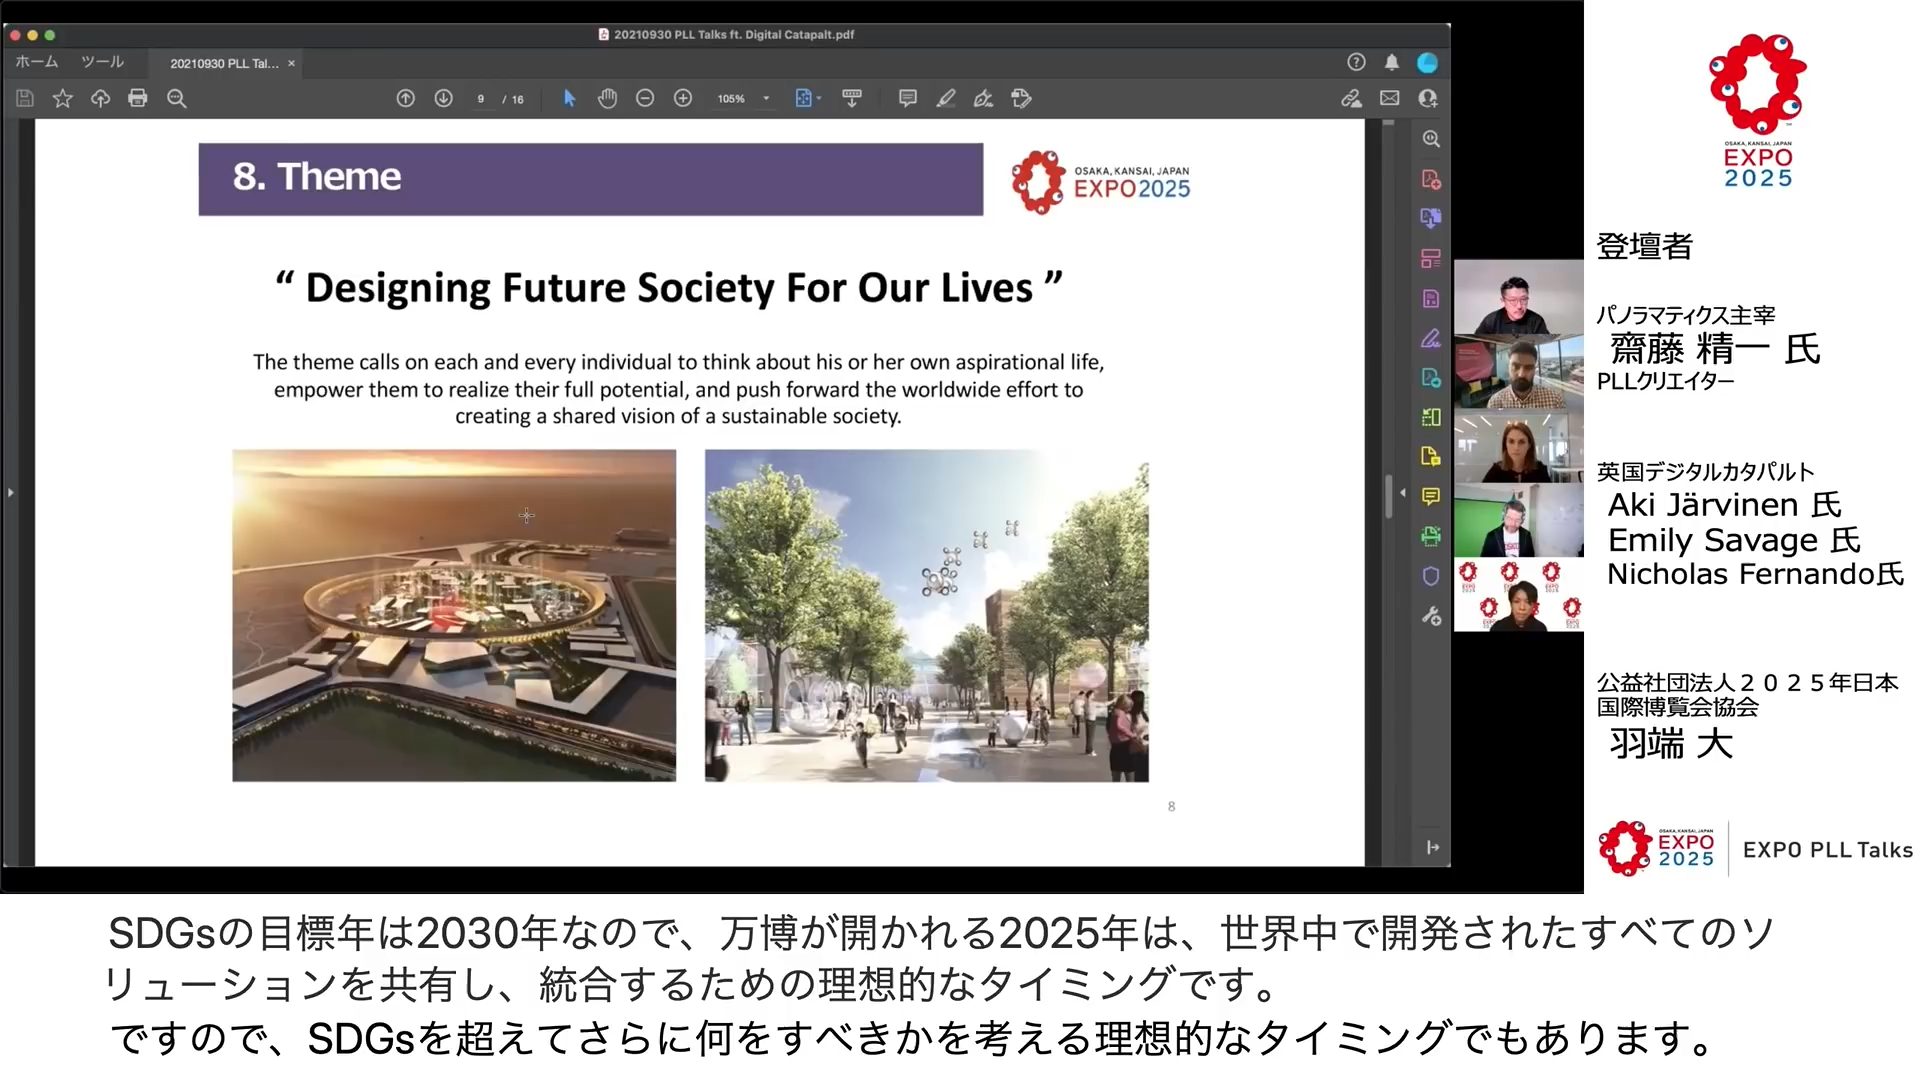 20210930 PLL Talks ft. Digital Catapalt.pdf
ホーム ツール 20210930 PLL Tal... ×
9 / 16 105%
8. Theme
OSAKA, KANSAI, JAPAN
EXPO2025
“ Designing Future Society For Our Lives ”
The theme calls on each and every individual to think about his or her own aspirational life,
empower them to realize their full potential, and push forward the worldwide effort to
creating a shared vision of a sustainable society.
8
OSAKA, KANSAI, JAPAN
EXPO
2025
登壇者
パノラマティクス主宰
齋藤 精一 氏
PLLクリエイター
英国デジタルカタパルト
Aki Järvinen 氏
Emily Savage 氏
Nicholas Fernando氏
公益社団法人２０２５年日本
国際博覧会協会
羽端 大
OSAKA, KANSAI, JAPAN
EXPO
2025
EXPO PLL Talks
SDGsの目標年は2030年なので、万博が開かれる2025年は、世界中で開発されたすべてのソ
リューションを共有し、統合するための理想的なタイミングです。
ですので、SDGsを超えてさらに何をすべきかを考える理想的なタイミングでもあります。